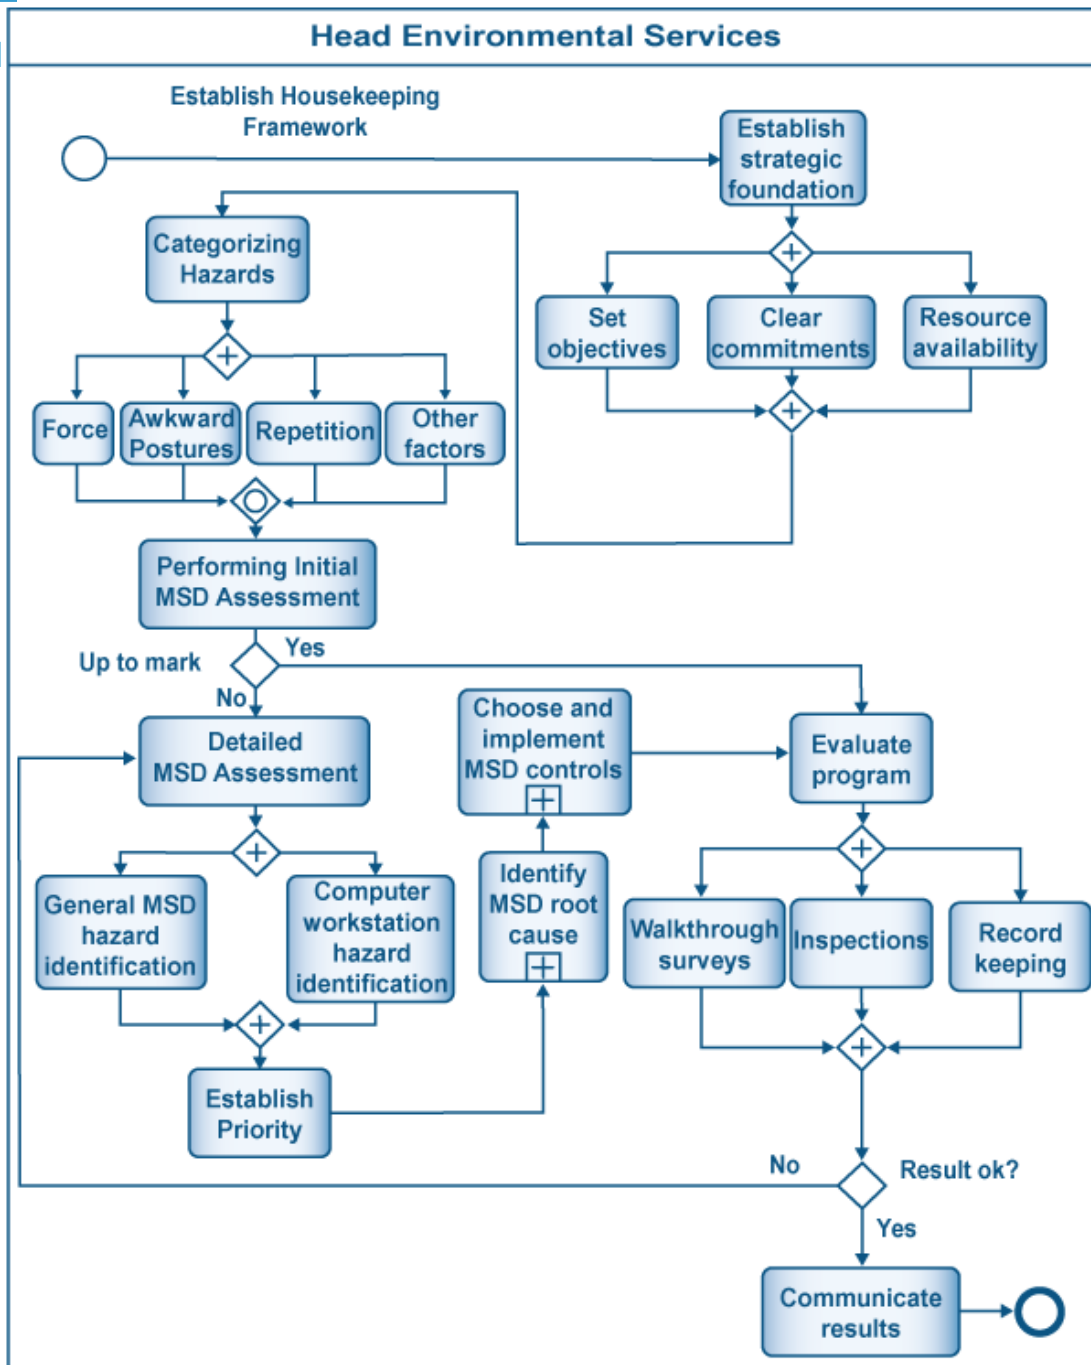 Head Environmental Services
Establish Housekeeping
Framework
Establish
strategic
foundation
Categorizing
Hazards
Set
objectives
Clear
commitments
Resource
availability
Force
Awkward
Postures
Repetition
Other
factors
Performing Initial
MSD Assessment
Up to mark
Yes
No
Detailed
MSD Assessment
Choose and
implement
MSD controls
Evaluate
program
General MSD
hazard
identification
Computer
workstation
hazard
identification
Identify
MSD root
cause
Walkthrough
surveys
Inspections
Record
keeping
Establish
Priority
No
Result ok?
Yes
Communicate
results